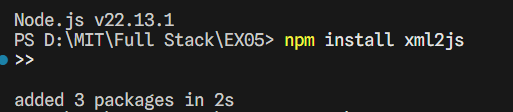 Node.js v22.13.1
PS D:\MIT\Full Stack\EX05> npm install xml2js
>>
added 3 packages in 2s